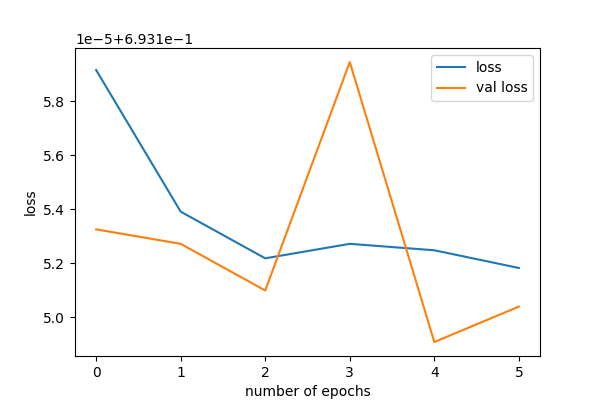 1e−5+6.931e−1
loss
val loss
5.8
5.6
5.4
5.2
5.0
loss
0 1 2 3 4 5
number of epochs